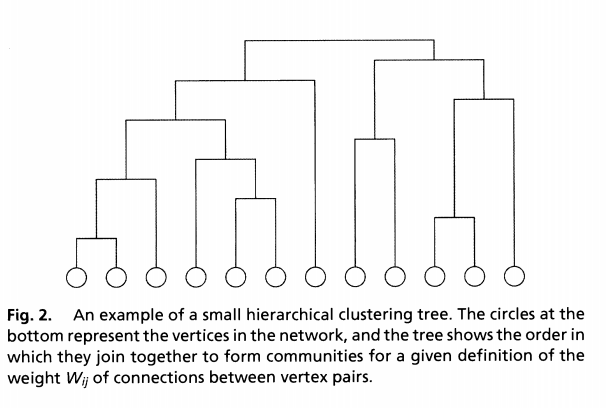 Fig. 2. An example of a small hierarchical clustering tree. The circles at the
bottom represent the vertices in the network, and the tree shows the order in
which they join together to form communities for a given definition of the
weight Wij of connections between vertex pairs.